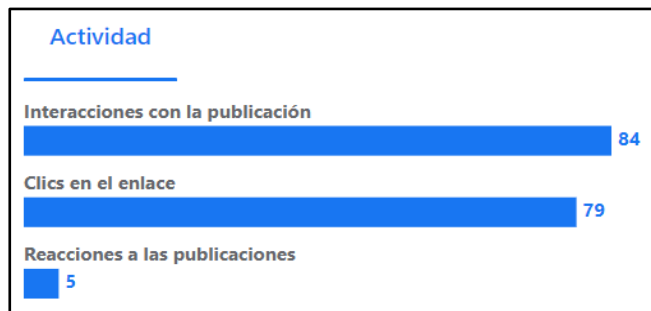 Actividad
Interacciones con la publicación
84
Clics en el enlace
79
Reacciones a las publicaciones
5